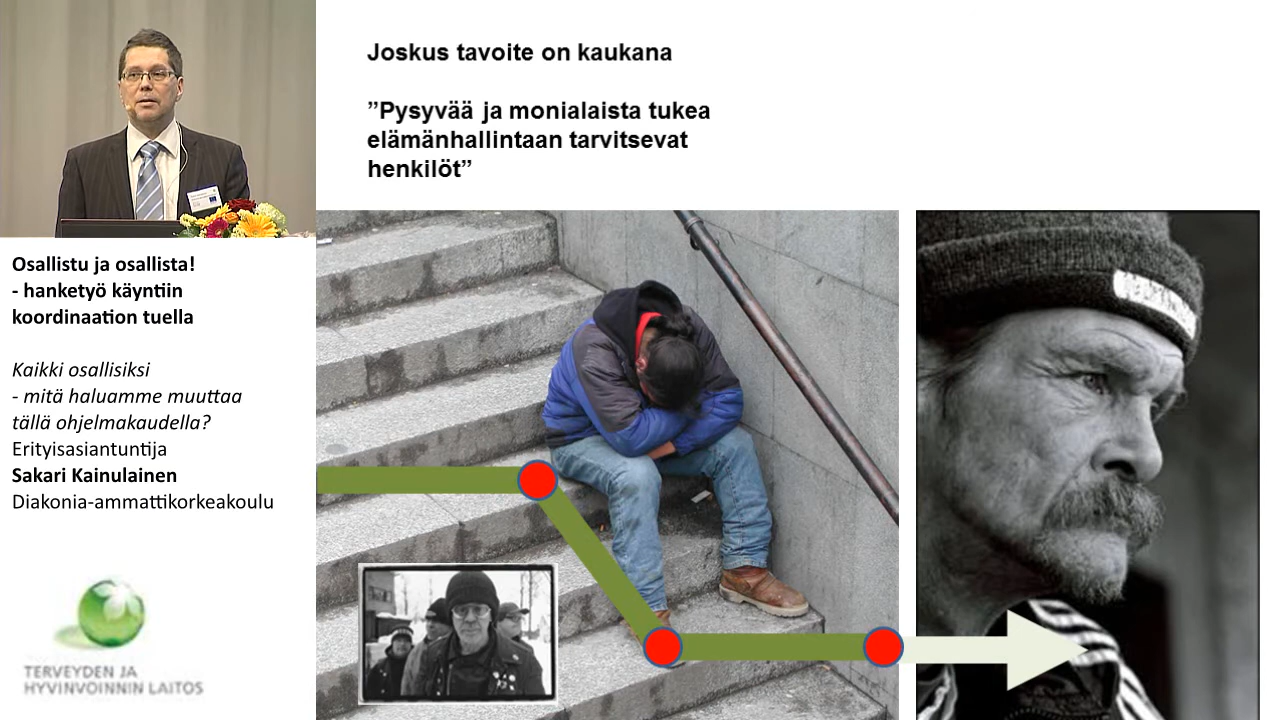 Joskus tavoite on kaukana
”Pysyvää ja monialaista tukea
elämänhallintaan tarvitsevat
henkilöt”
Osallistu ja osallista!
- hanketyö käyntiin
koordinaation tuella
Kaikki osallisiksi
- mitä haluamme muuttaa
tällä ohjelmakaudella?
Erityisasiantuntija
Sakari Kainulainen
Diakonia-ammattikorkeakoulu
TERVEYDEN JA
HYVINVOINNIN LAITOS